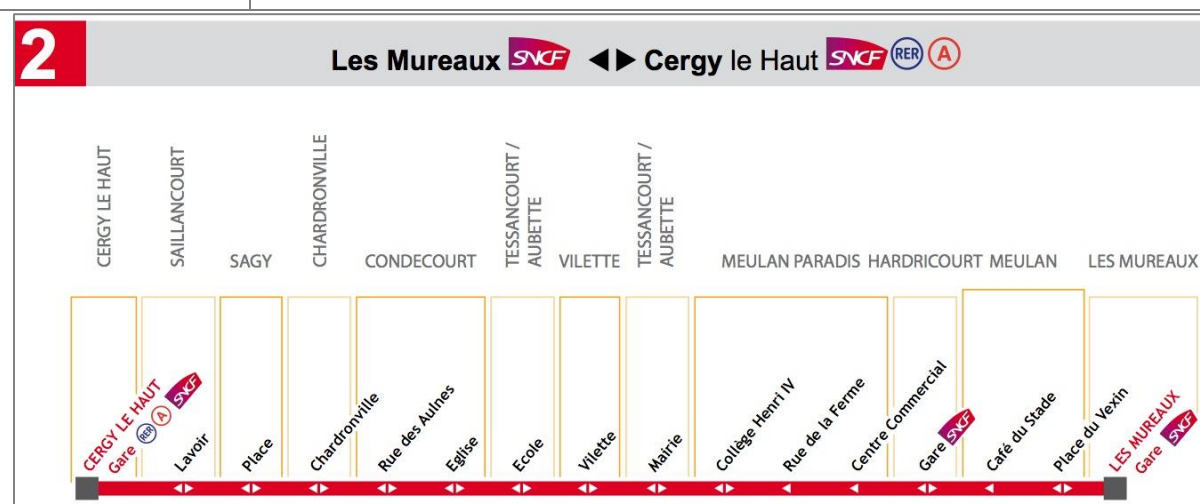 2
Les Mureaux SNCF ◄► Cergy le Haut SNCF RER A
CERGY LE HAUT
SAILLANCOURT
SAGY
CHARDRONVILLE
CONDECOURT
TESSANCOURT /
AUBETTE
VILETTE
TESSANCOURT /
AUBETTE
MEULAN PARADIS
HARDRICOURT
MEULAN
LES MUREAUX
CERGY LE HAUT
Gare RER A SNCF
Lavoir
Place
Chardronville
Rue des Aulnes
Eglise
Ecole
Vilette
Mairie
Collège Henri IV
Rue de la Ferme
Centre Commercial
Gare SNCF
Café du Stade
Place du Vexin
LES MUREAUX
Gare SNCF